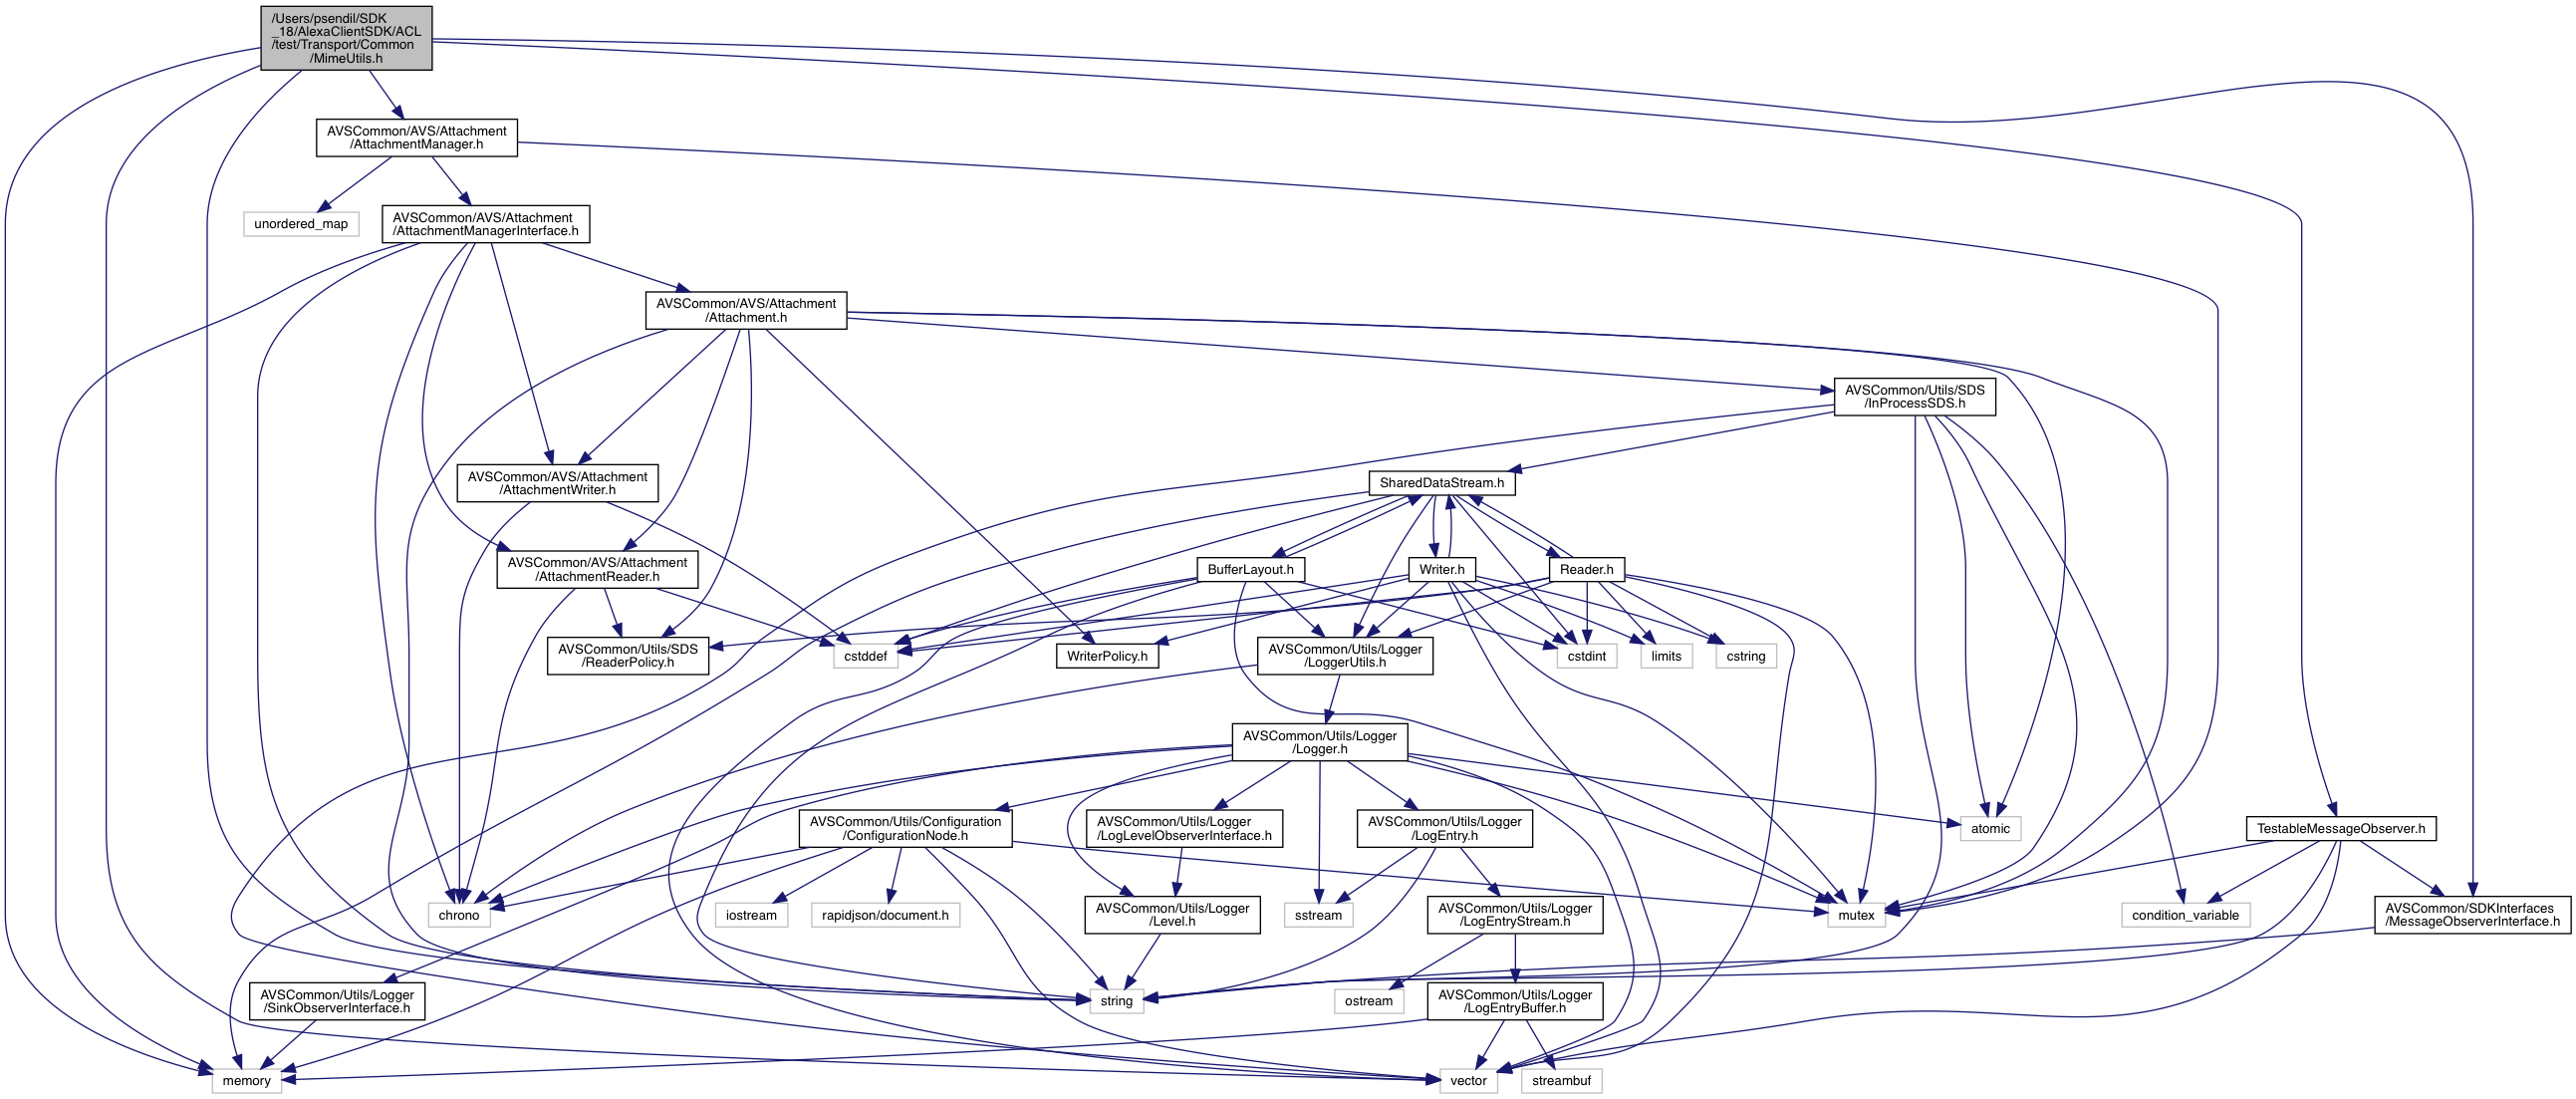 /Users/psendil/SDK
_18/AlexaClientSDK/ACL
/test/Transport/Common
/MimeUtils.h
AVSCommon/AVS/Attachment
/AttachmentManager.h
unordered_map
AVSCommon/AVS/Attachment
/AttachmentManagerInterface.h
AVSCommon/AVS/Attachment
/Attachment.h
AVSCommon/Utils/SDS
/InProcessSDS.h
AVSCommon/AVS/Attachment
/AttachmentWriter.h
SharedDataStream.h
AVSCommon/AVS/Attachment
/AttachmentReader.h
BufferLayout.h
Writer.h
Reader.h
AVSCommon/Utils/SDS
/ReaderPolicy.h
cstddef
WriterPolicy.h
AVSCommon/Utils/Logger
/LoggerUtils.h
cstdint
limits
cstring
AVSCommon/Utils/Logger
/Logger.h
AVSCommon/Utils/Configuration
/ConfigurationNode.h
AVSCommon/Utils/Logger
/LogLevelObserverInterface.h
AVSCommon/Utils/Logger
/LogEntry.h
atomic
TestableMessageObserver.h
chrono
iostream
rapidjson/document.h
AVSCommon/Utils/Logger
/Level.h
sstream
AVSCommon/Utils/Logger
/LogEntryStream.h
mutex
condition_variable
AVSCommon/SDKInterfaces
/MessageObserverInterface.h
AVSCommon/Utils/Logger
/SinkObserverInterface.h
string
ostream
AVSCommon/Utils/Logger
/LogEntryBuffer.h
memory
vector
streambuf